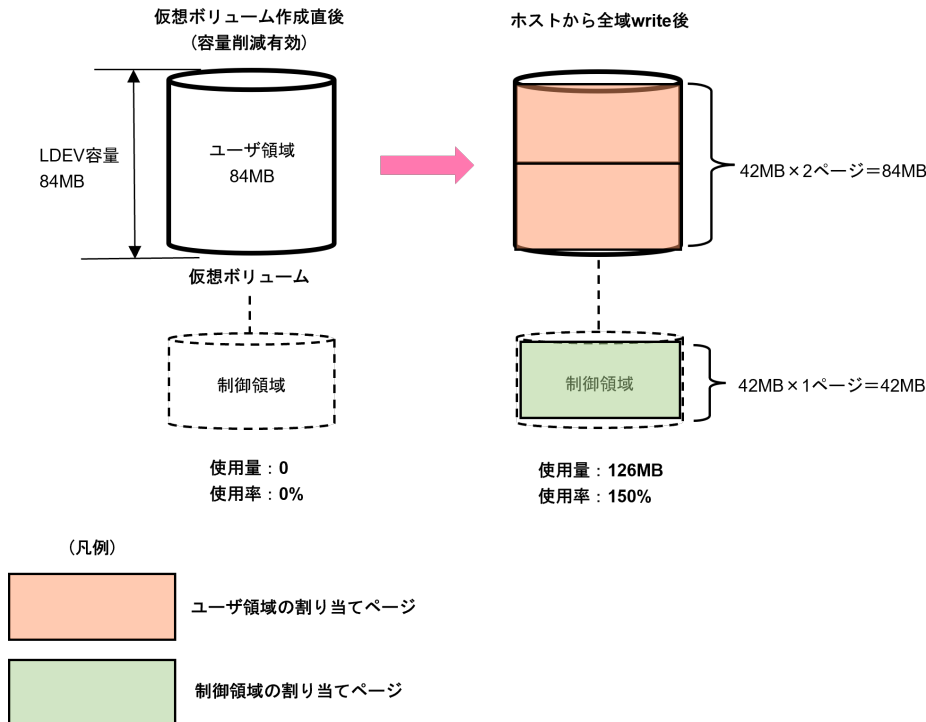 仮想ボリューム作成直後
(容量削減有効)
ホストから全域write後
LDEV容量
84MB
ユーザ領域
84MB
42MB×2ページ＝84MB
仮想ボリューム
制御領域
制御領域
42MB×1ページ＝42MB
使用量：0
使用率：0%
使用量：126MB
使用率：150%
(凡例)
ユーザ領域の割り当てページ
制御領域の割り当てページ